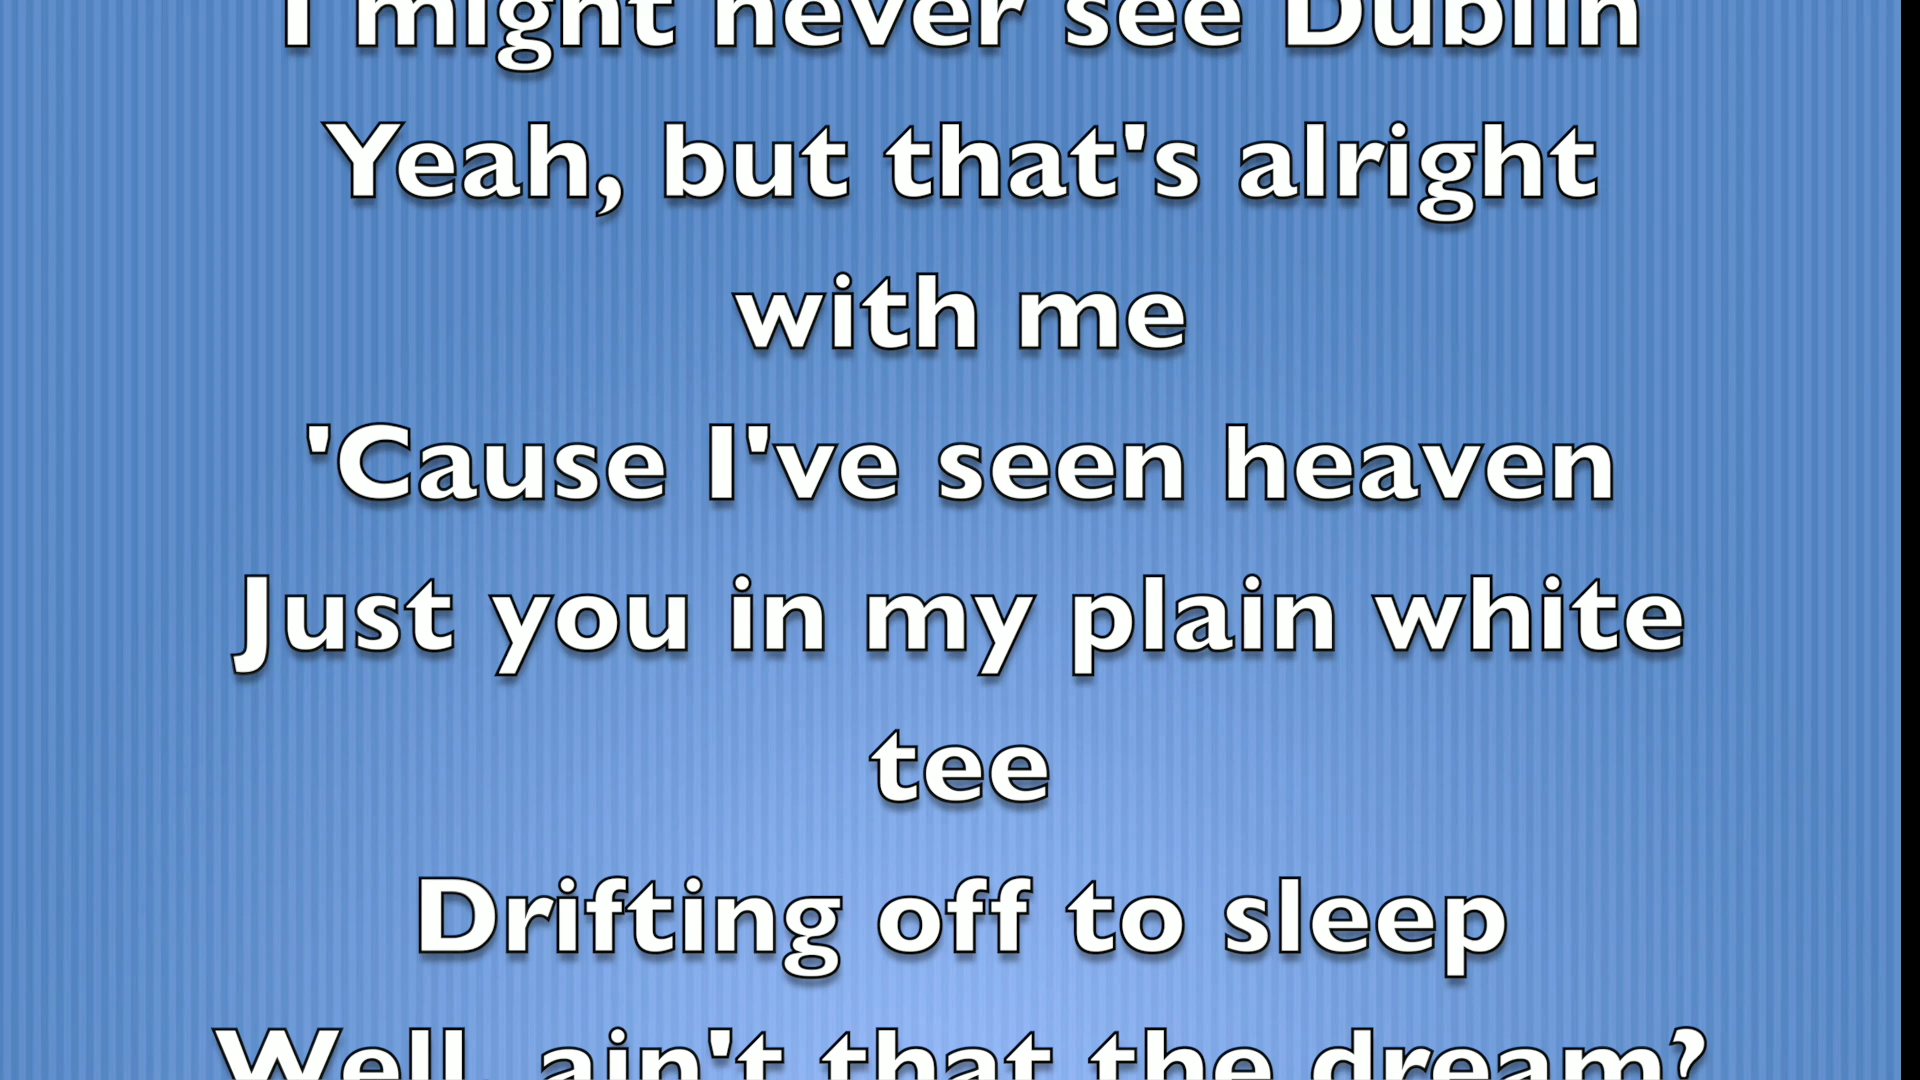 I might never see Dublin
Yeah, but that's alright
with me
'Cause I've seen heaven
Just you in my plain white
tee
Drifting off to sleep
Well, ain't that the dream?